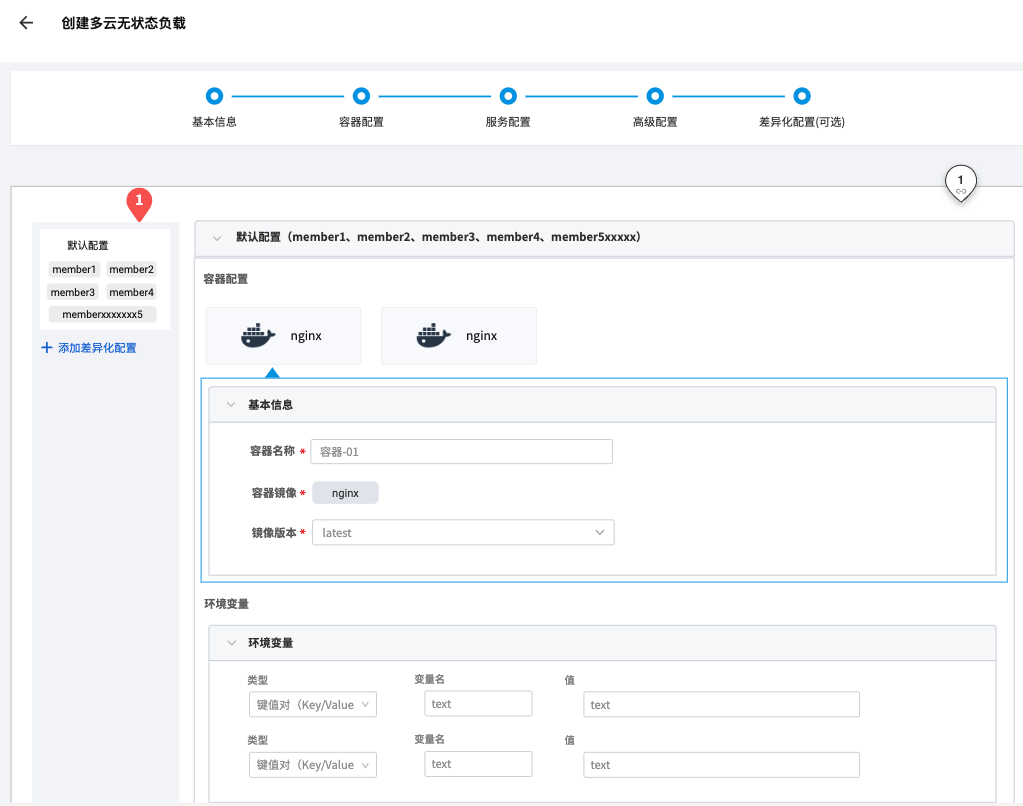 创建多云无状态负载
基本信息 容器配置 服务配置 高级配置 差异化配置(可选)
1
1
默认配置
member1 member2
member3 member4
memberxxxxxxx5
添加差异化配置
默认配置（member1、member2、member3、member4、member5xxxxx）
容器配置
nginx nginx
基本信息
容器名称 * 容器-01
容器镜像 * nginx
镜像版本 * latest
环境变量
环境变量
类型 变量名 值
键值对（Key/Value text text
类型 变量名 值
键值对（Key/Value text text